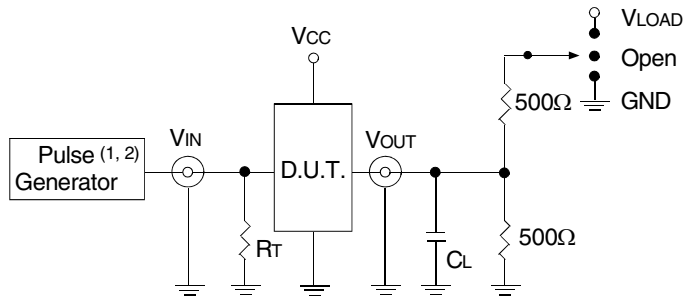 VLOAD
VCC
Open
500Ω
GND
VIN
VOUT
Pulse (1, 2)
Generator
D.U.T.
RT
CL
500Ω